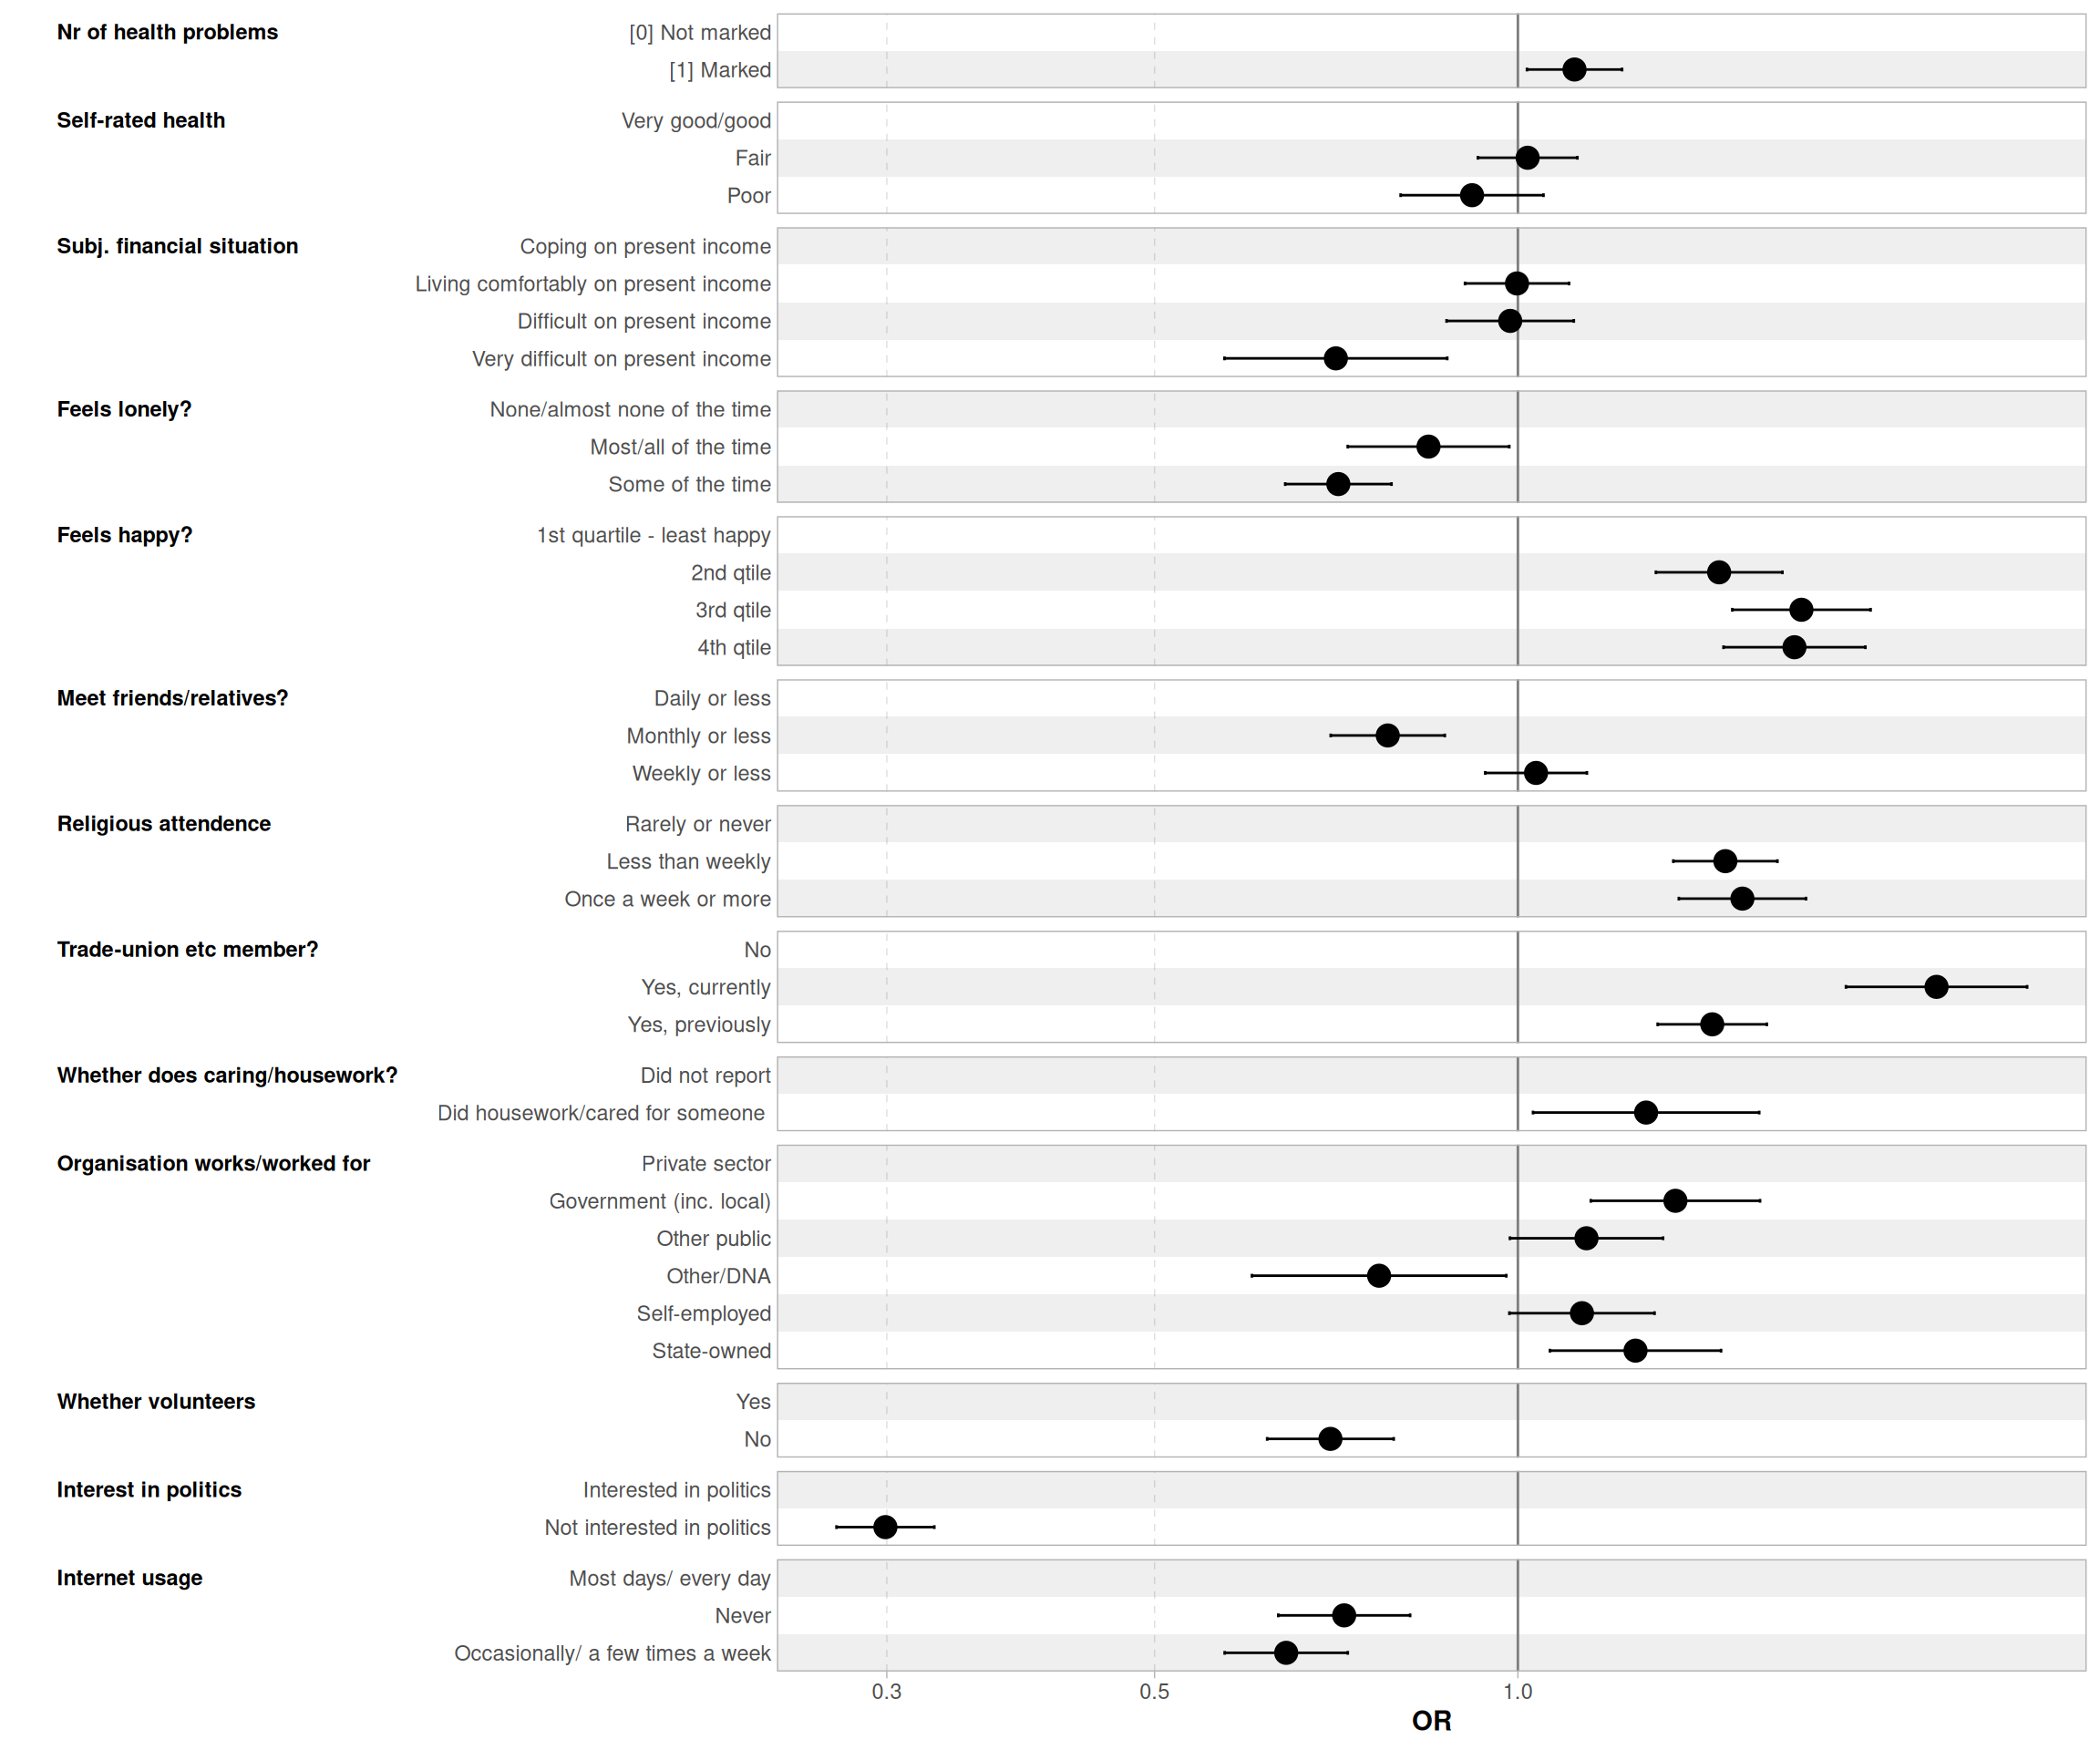 Nr of health problems [0] Not marked
[1] Marked
Self-rated health Very good/good
Fair
Poor
Subj. financial situation Coping on present income
Living comfortably on present income
Difficult on present income
Very difficult on present income
Feels lonely? None/almost none of the time
Most/all of the time
Some of the time
Feels happy? 1st quartile - least happy
2nd qtile
3rd qtile
4th qtile
Meet friends/relatives? Daily or less
Monthly or less
Weekly or less
Religious attendence Rarely or never
Less than weekly
Once a week or more
Trade-union etc member? No
Yes, currently
Yes, previously
Whether does caring/housework? Did not report
Did housework/cared for someone
Organisation works/worked for Private sector
Government (inc. local)
Other public
Other/DNA
Self-employed
State-owned
Whether volunteers Yes
No
Interest in politics Interested in politics
Not interested in politics
Internet usage Most days/ every day
Never
Occasionally/ a few times a week
0.3 0.5 1.0
OR